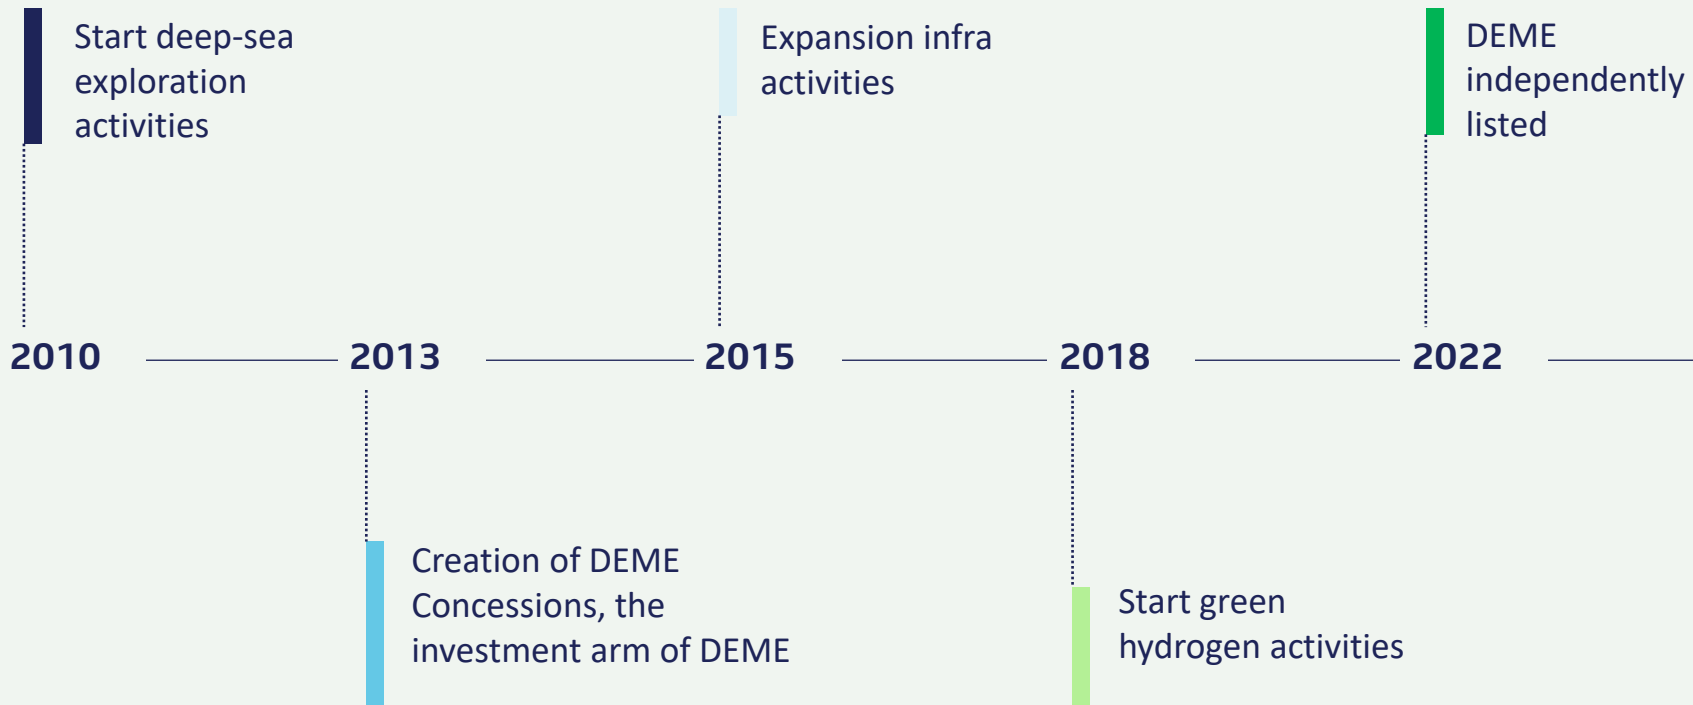 Start deep-sea
exploration
activities
Expansion infra
activities
DEME
independently
listed
2010
2013
2015
2018
2022
Creation of DEME
Concessions, the
investment arm of DEME
Start green
hydrogen activities